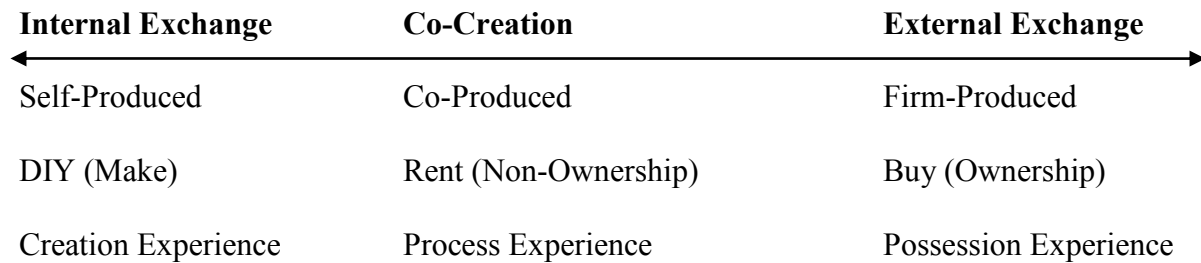 Internal Exchange Co-Creation External Exchange
Self-Produced Co-Produced Firm-Produced
DIY (Make) Rent (Non-Ownership) Buy (Ownership)
Creation Experience Process Experience Possession Experience